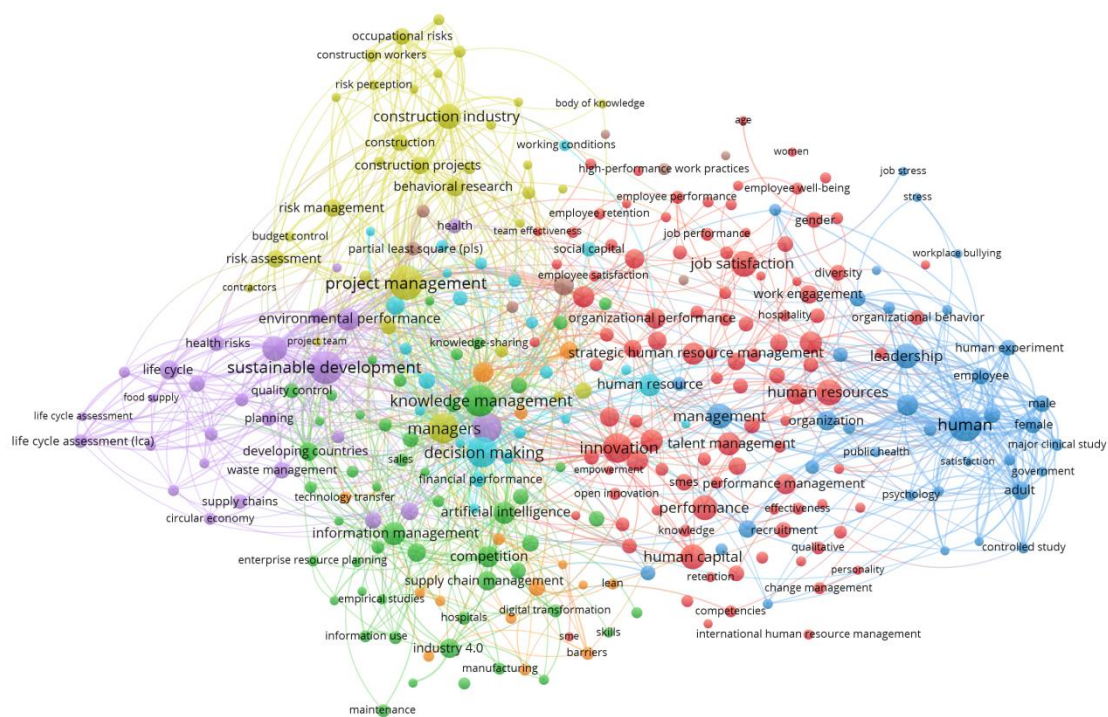 occupational risks
construction workers
risk perception
body of knowledge
construction industry
age
construction
working conditions
women
construction projects
high-performance work practices
job stress
behavioral research
employee performance
employee well-being
stress
risk management
employee retention
gender
health
team effectiveness
job performance
budget control
partial least square (pls)
social capital
workplace bullying
risk assessment
job satisfaction
employee satisfaction
diversity
project management
contractors
work engagement
environmental performance
organizational performance
hospitality
organizational behavior
health risks
project team
knowledge-sharing
human experiment
strategic human resource management
leadership
life cycle
sustainable development
employee
human resource
quality control
human resources
food supply
knowledge management
male
life cycle assessment
planning
management
organization
human
female
managers
life cycle assessment (lca)
talent management
major clinical study
developing countries
decision making
innovation
public health
sales
satisfaction
waste management
empowerment
government
financial performance
smes
performance management
adult
technology transfer
open innovation
psychology
supply chains
performance
effectiveness
artificial intelligence
circular economy
knowledge
recruitment
information management
qualitative
controlled study
competition
human capital
enterprise resource planning
personality
retention
supply chain management
lean
change management
empirical studies
digital transformation
competencies
hospitals
information use
skills
international human resource management
sme
industry 4.0
barriers
manufacturing
maintenance